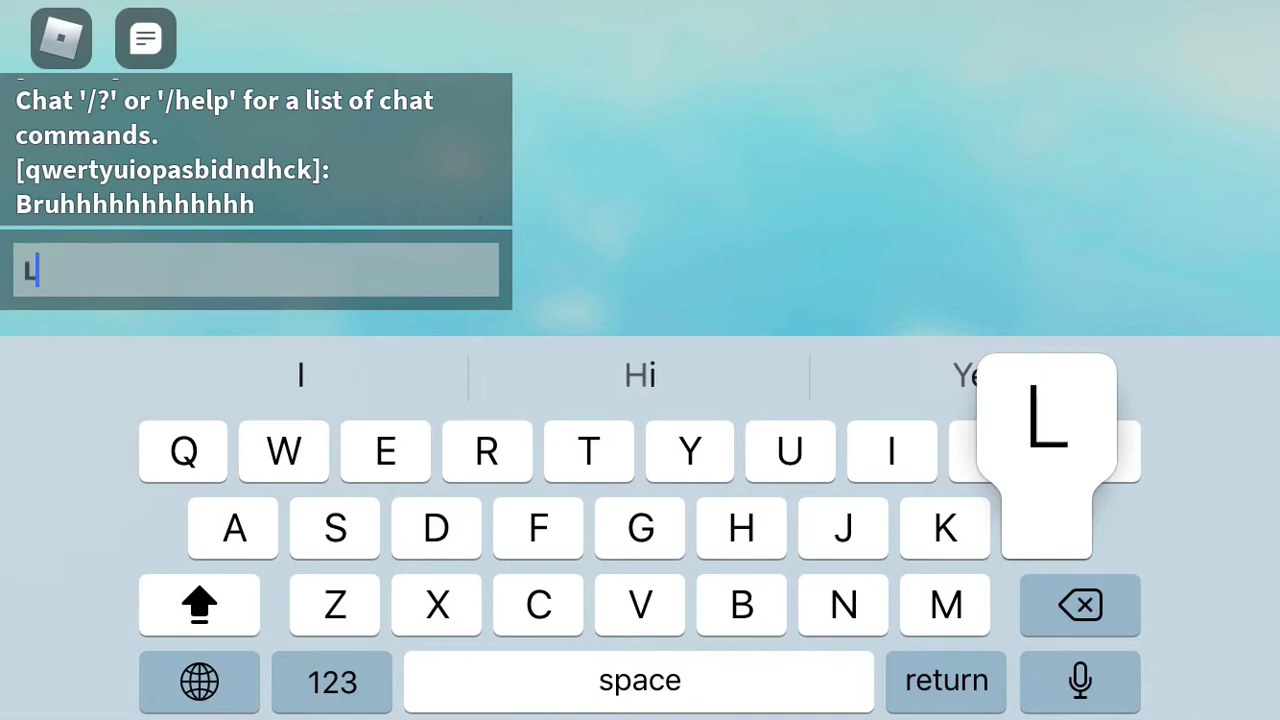 Chat '/?' or '/help' for a list of chat
commands.
[qwertyuiopasbidndhck]:
Bruhhhhhhhhhhhh
L
I Hi
L
Q W E R T Y U I
A S D F G H J K
Z X C V B N M
123 space return